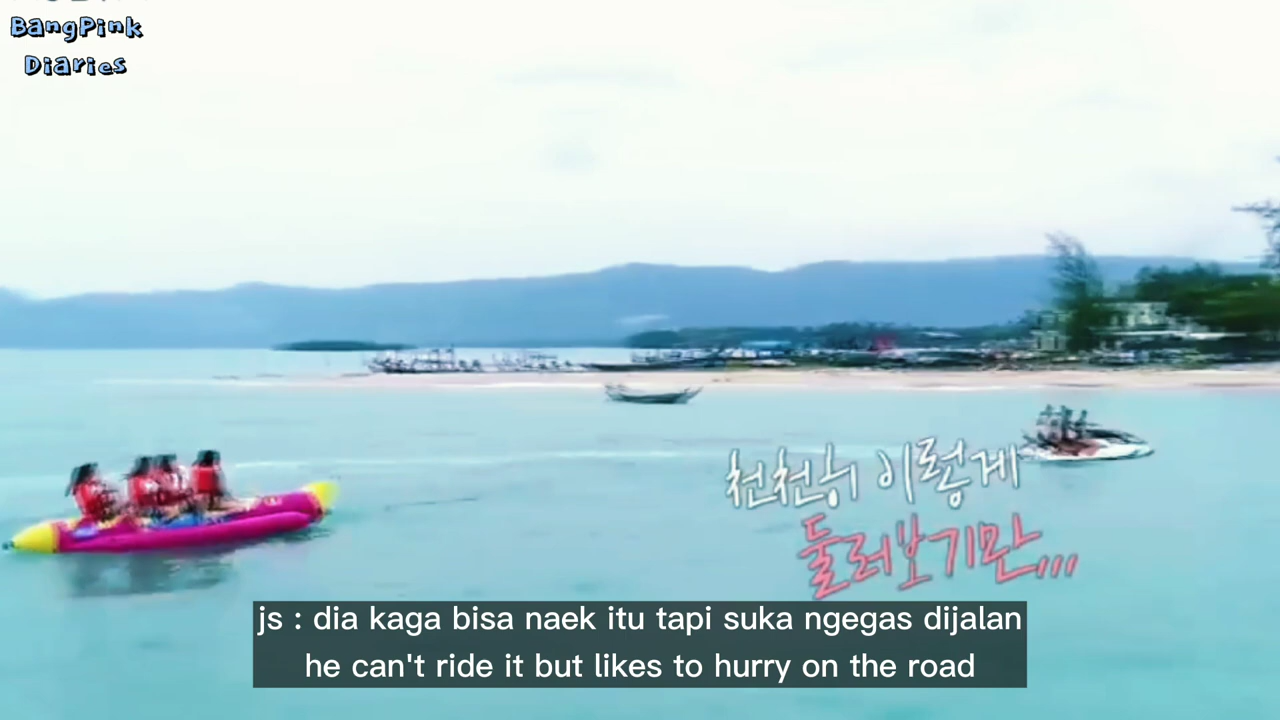 BangPink
Diaries
천천히 이렇게
둘러보기만...
js : dia kaga bisa naek itu tapi suka ngegas dijalan
he can't ride it but likes to hurry on the road